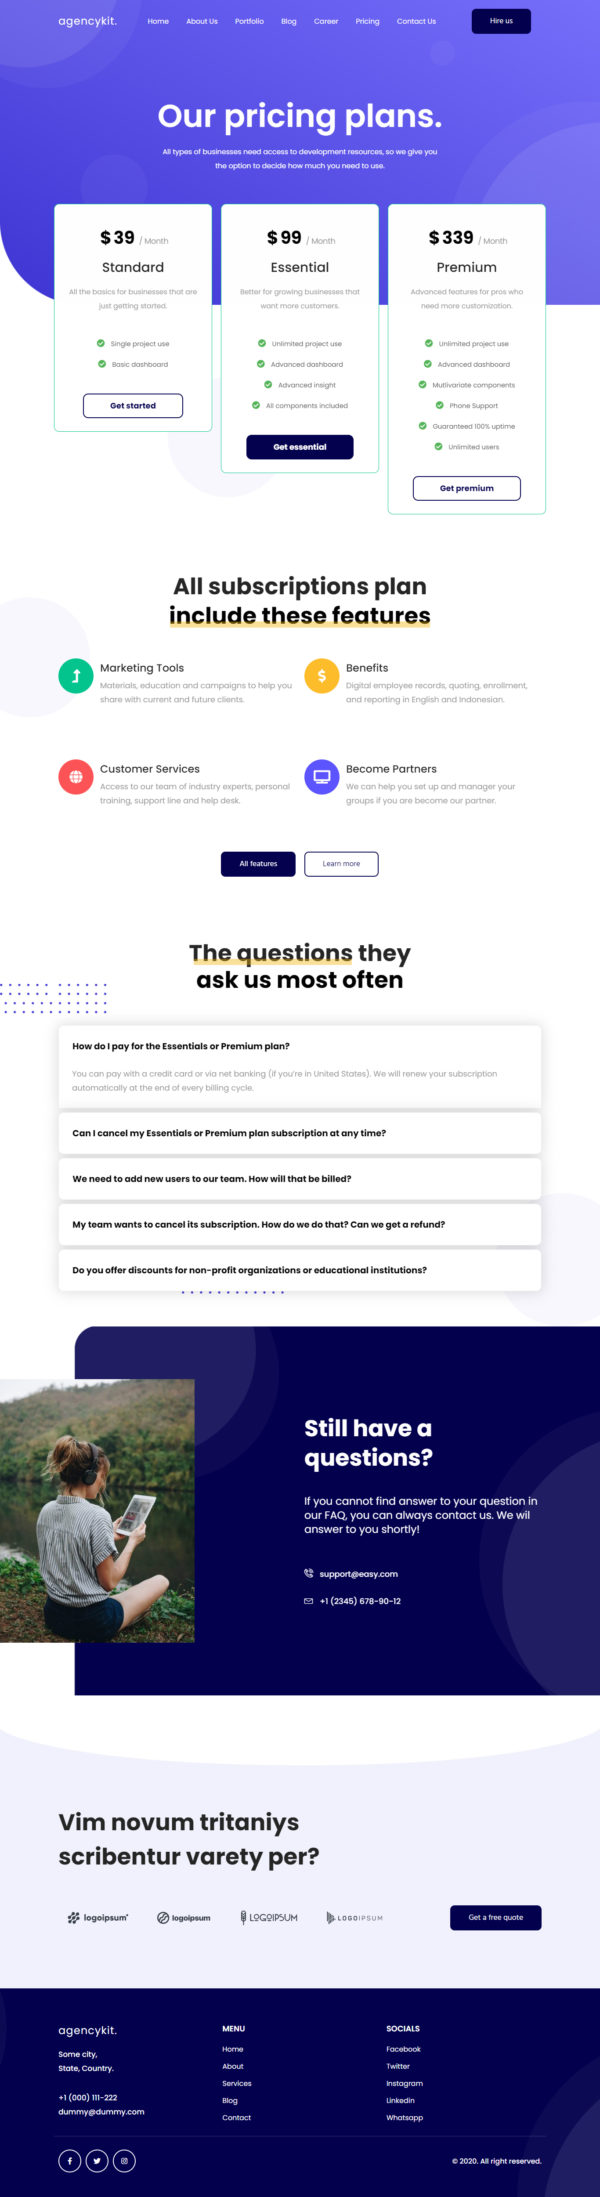 agencykit.
Home About Us Portfolio Blog Career Pricing Contact Us
Hire us
Our pricing plans.
All types of businesses need access to development resources, so we give you
the option to decide how much you need to use.
$ 39 / Month
Standard
All the basics for businesses that are
just getting started.
Single project use
Basic dashboard
Get started
$ 99 / Month
Essential
Better for growing businesses that
want more customers.
Unlimited project use
Advanced dashboard
Advanced insight
All components included
Get essential
$ 339 / Month
Premium
Advanced features for pros who
need more customization.
Unlimited project use
Advanced dashboard
Mutlivariate components
Phone Support
Guaranteed 100% uptime
Unlimited users
Get premium
All subscriptions plan
include these features
Marketing Tools
Materials, education and campaigns to help you
share with current and future clients.
Benefits
Digital employee records, quoting, enrollment,
and reporting in English and Indonesian.
Customer Services
Access to our team of industry experts, personal
training, support line and help desk.
Become Partners
We can help you set up and manager your
groups if you are become our partner.
All features
Learn more
The questions they
ask us most often
How do I pay for the Essentials or Premium plan?
You can pay with a credit card or via net banking (if you're in United States). We will renew your subscription
automatically at the end of every billing cycle.
Can I cancel my Essentials or Premium plan subscription at any time?
We need to add new users to our team. How will that be billed?
My team wants to cancel its subscription. How do we do that? Can we get a refund?
Do you offer discounts for non-profit organizations or educational institutions?
Still have a
questions?
If you cannot find answer to your question in
our FAQ, you can always contact us. We wil
answer to you shortly!
support@easy.com
+1 (2345) 678-90-12
Vim novum tritaniys
scribentur varety per?
logoipsum
logoipsum
LOGOIPSUM
LOGOIPSUM
Get a free quote
agencykit.
Some city,
State, Country.
+1 (000) 111-222
dummy@dummy.com
MENU
Home
About
Services
Blog
Contact
SOCIALS
Facebook
Twitter
Instagram
Linkedin
Whatsapp
© 2020. All right reserved.